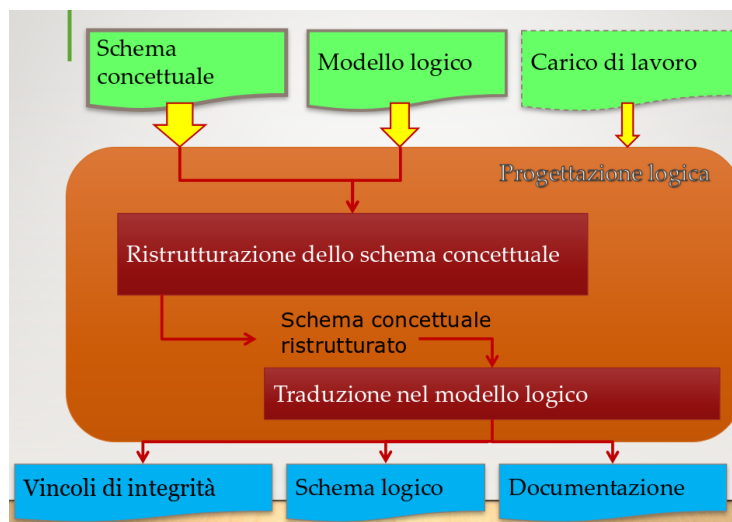 Schema
concettuale
Modello logico
Carico di lavoro
Progettazione logica
Ristrutturazione dello schema concettuale
Schema concettuale
ristrutturato
Traduzione nel modello logico
Vincoli di integrità
Schema logico
Documentazione